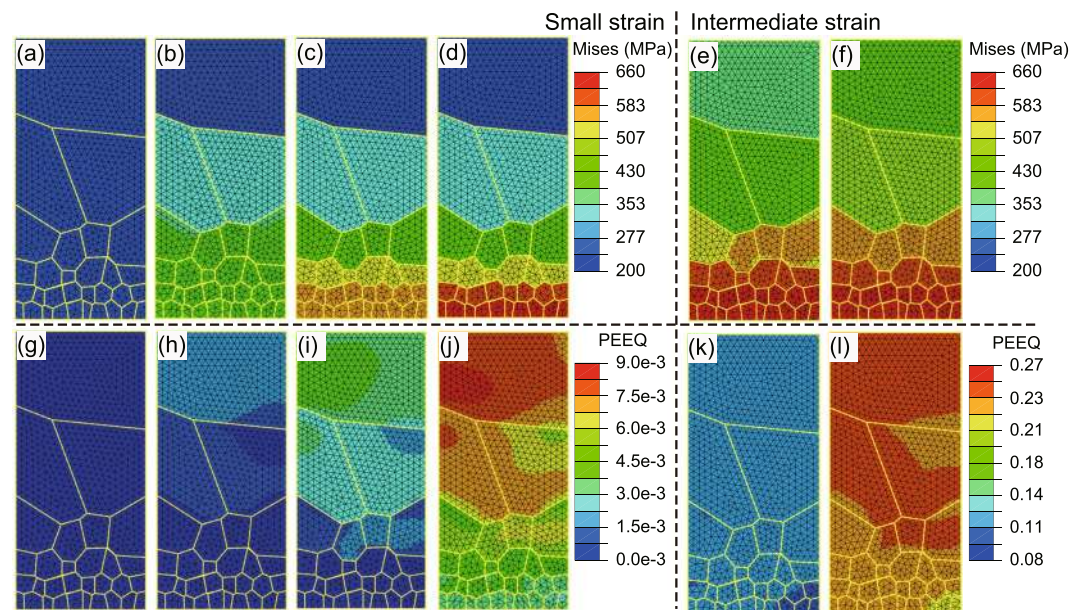 Small strain
Intermediate strain
(a)
(b)
(c)
(d)
Mises (MPa)
660
583
507
430
353
277
200
(e)
(f)
Mises (MPa)
660
583
507
430
353
277
200
(g)
(h)
(i)
(j)
PEEQ
9.0e-3
7.5e-3
6.0e-3
4.5e-3
3.0e-3
1.5e-3
0.0e-3
(k)
(l)
PEEQ
0.27
0.23
0.21
0.18
0.14
0.11
0.08